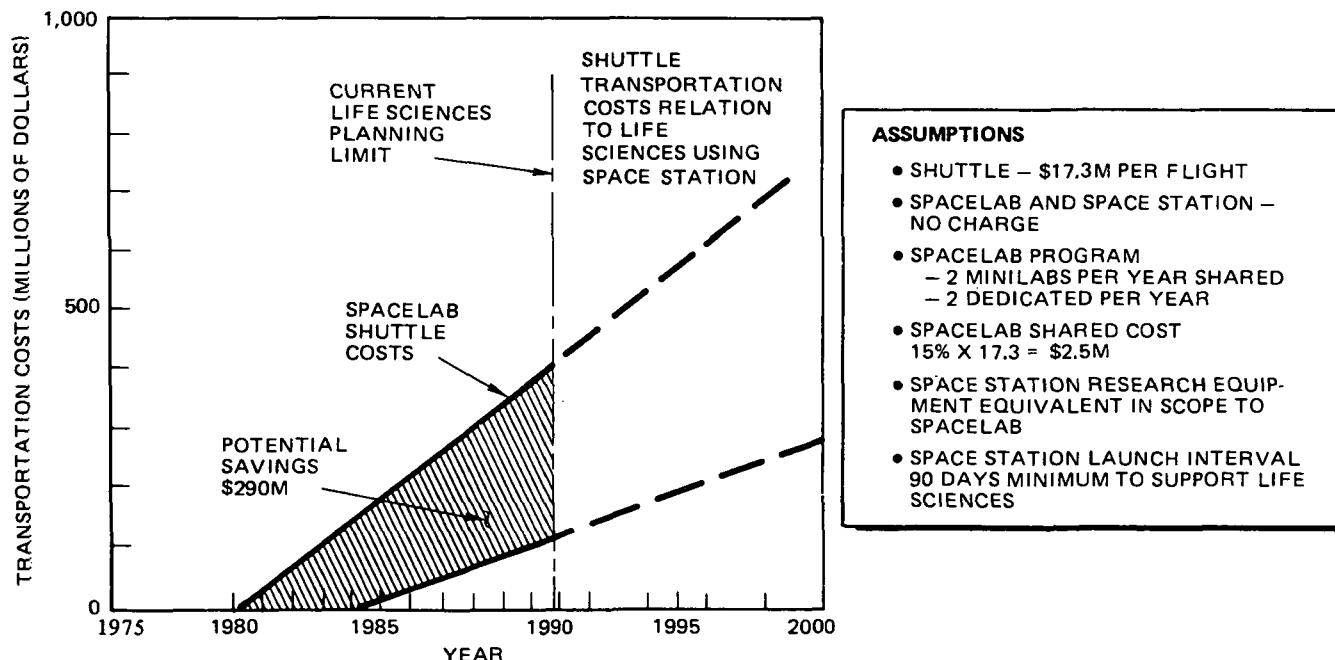 TRANSPORTATION COSTS (MILLIONS OF DOLLARS)
1,000
500
0
CURRENT
LIFE SCIENCES
PLANNING
LIMIT
SHUTTLE
TRANSPORTATION
COSTS RELATION
TO LIFE
SCIENCES USING
SPACE STATION
SPACELAB
SHUTTLE
COSTS
POTENTIAL
SAVINGS
$290M
1975
1980
1985
1990
1995
2000
YEAR
ASSUMPTIONS
• SHUTTLE – $17.3M PER FLIGHT
• SPACELAB AND SPACE STATION –
NO CHARGE
• SPACELAB PROGRAM
– 2 MINILABS PER YEAR SHARED
– 2 DEDICATED PER YEAR
• SPACELAB SHARED COST
15% X 17.3 = $2.5M
• SPACE STATION RESEARCH EQUIP-
MENT EQUIVALENT IN SCOPE TO
SPACELAB
• SPACE STATION LAUNCH INTERVAL
90 DAYS MINIMUM TO SUPPORT LIFE
SCIENCES